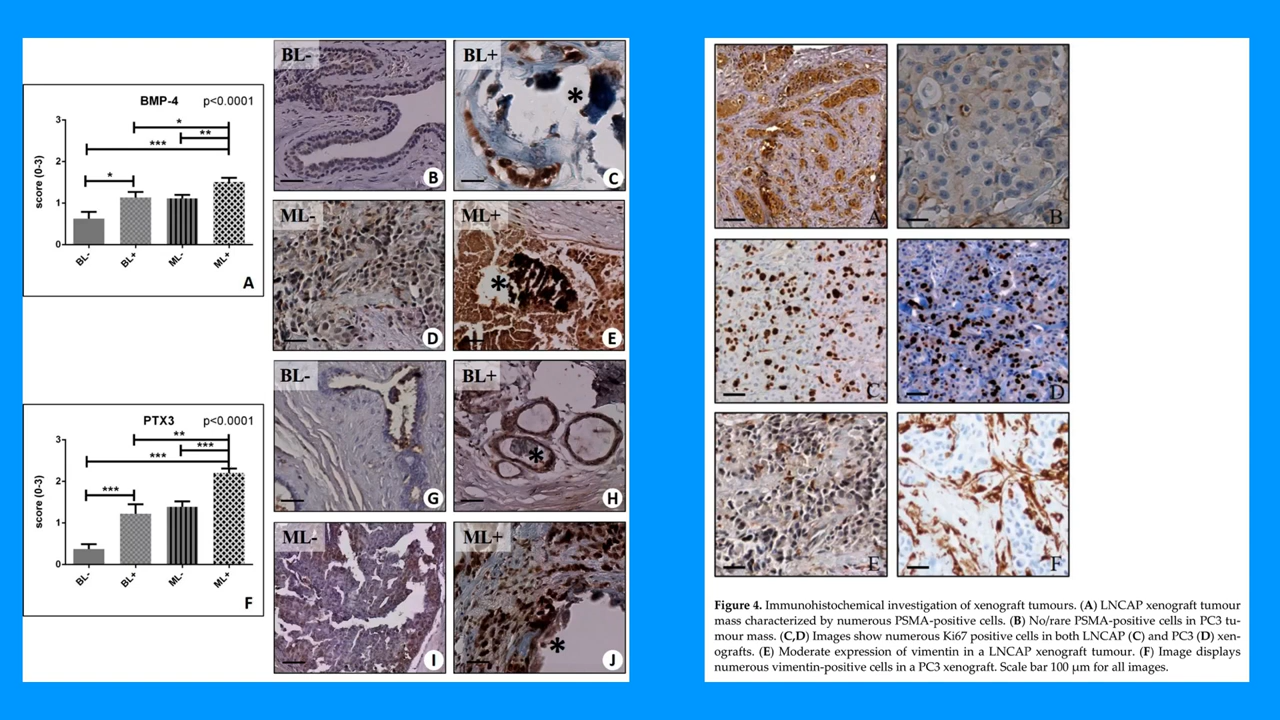 BMP-4
p<0.0001
score (0-3)
3
2
1
0
*
**
***
*
BL-
BL+
ML-
ML+
A
BL-
B
BL+
*
C
ML-
D
ML+
*
E
PTX3
p<0.0001
score (0-3)
3
2
1
0
**
***
***
***
BL-
BL+
ML-
ML+
F
BL-
G
BL+
*
H
ML-
I
ML+
*
J
A
B
C
D
E
F
Figure 4. Immunohistochemical investigation of xenograft tumours. (A) LNCAP xenograft tumour
mass characterized by numerous PSMA-positive cells. (B) No/rare PSMA-positive cells in PC3 tu-
mour mass. (C,D) Images show numerous Ki67 positive cells in both LNCAP (C) and PC3 (D) xen-
ografts. (E) Moderate expression of vimentin in a LNCAP xenograft tumour. (F) Image displays
numerous vimentin-positive cells in a PC3 xenograft. Scale bar 100 μm for all images.